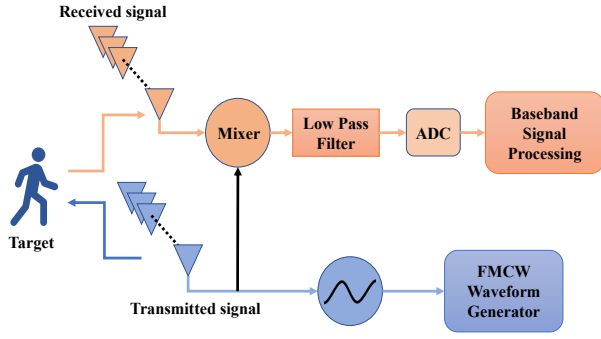 Received signal
Mixer
Low Pass
Filter
ADC
Baseband
Signal
Processing
Target
Transmitted signal
FMCW
Waveform
Generator